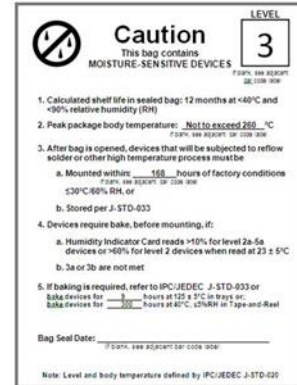 LEVEL
Caution
3
This bag contains
MOISTURE-SENSITIVE DEVICES
If blank, see adjacent
bar code label
1. Calculated shelf life in sealed bag: 12 months at <40°C and
<90% relative humidity (RH)
2. Peak package body temperature: Not to exceed 260 °C
If blank, see adjacent bar code label
3. After bag is opened, devices that will be subjected to reflow
solder or other high temperature process must be
a. Mounted within: 168 hours of factory conditions
If blank, see adjacent bar code label
≤30°C/60% RH, or
b. Stored per J-STD-033
4. Devices require bake, before mounting, if:
a. Humidity Indicator Card reads >10% for level 2a-5a
devices or >60% for level 2 devices when read at 23 ± 5°C
b. 3a or 3b are not met
5. If baking is required, refer to IPC/JEDEC J-STD-033 or
bake devices for hours at 125 ± 5°C in trays or;
bake devices for hours at 40°C, ≤5%RH in Tape-and-Reel
Bag Seal Date:
If blank, see adjacent bar code label
Note: Level and body temperature defined by IPC/JEDEC J-STD-020